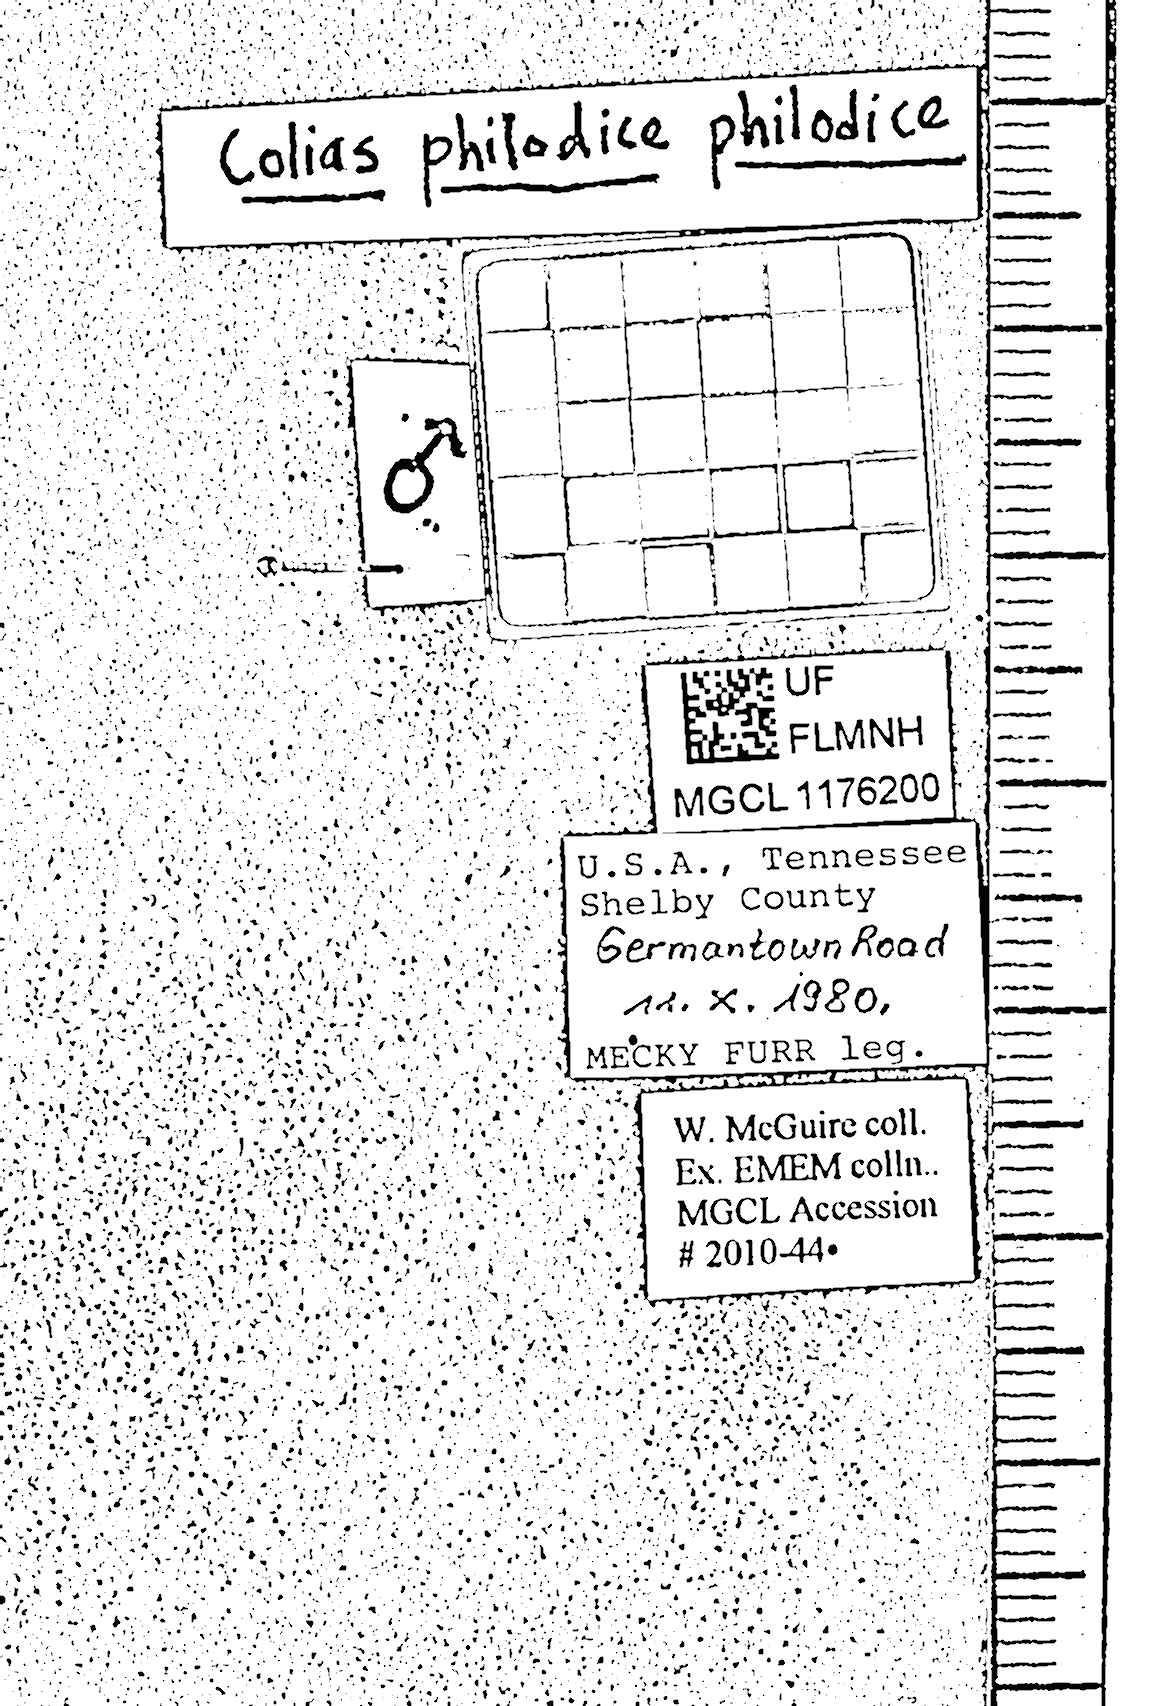 Colias philodice philodice
♂
UF
FLMNH
MGCL 1176200
U.S.A., Tennessee
Shelby County
Germantown Road
11. X. 1980,
MECKY FURR leg.
W. McGuire coll.
Ex. EMEM colln..
MGCL Accession
# 2010-44